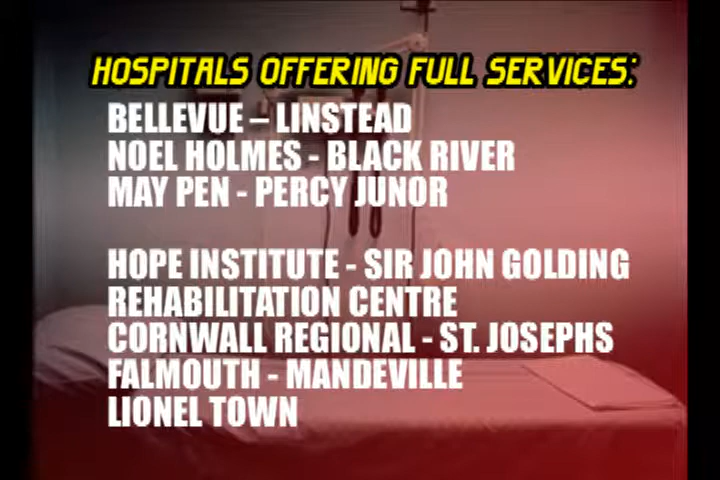 HOSPITALS OFFERING FULL SERVICES:
BELLEVUE – LINSTEAD
NOEL HOLMES - BLACK RIVER
MAY PEN - PERCY JUNOR
HOPE INSTITUTE - SIR JOHN GOLDING
REHABILITATION CENTRE
CORNWALL REGIONAL - ST. JOSEPHS
FALMOUTH - MANDEVILLE
LIONEL TOWN